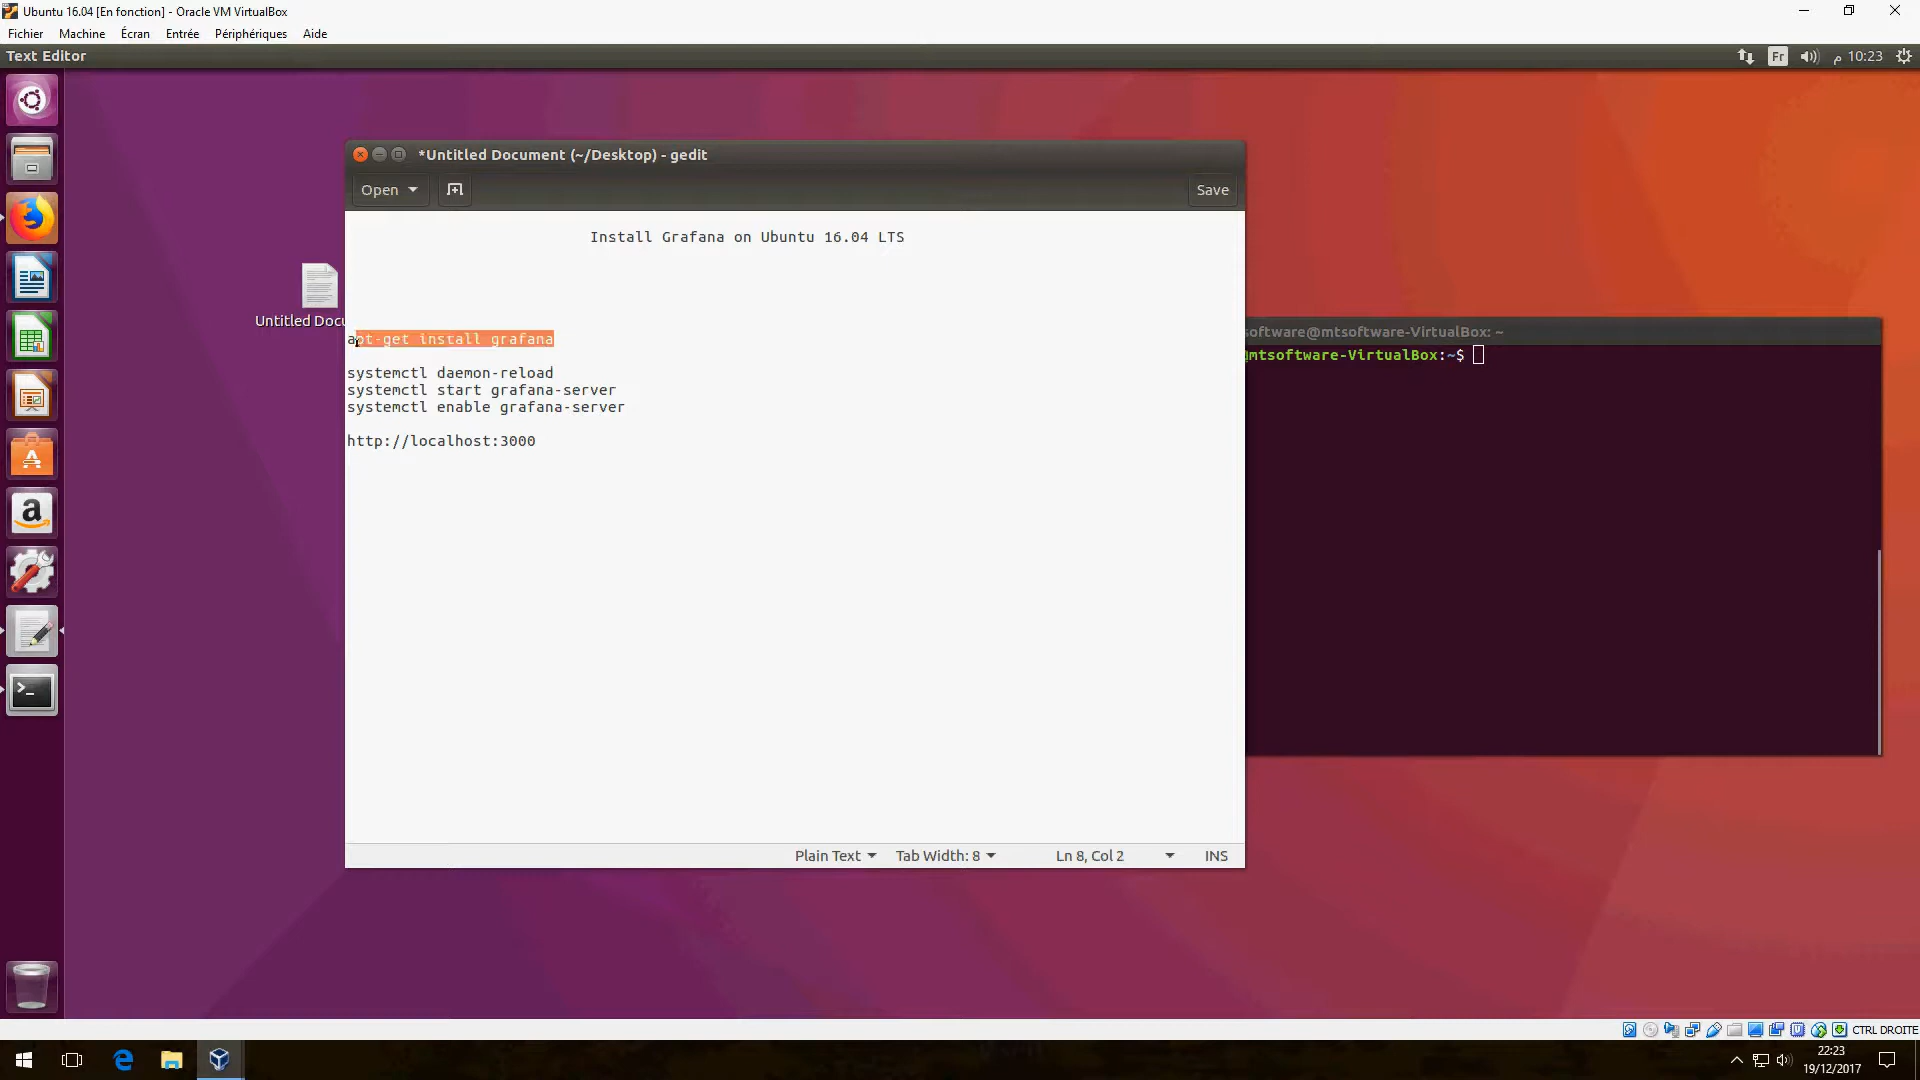 Ubuntu 16.04 [En fonction] - Oracle VM VirtualBox
Fichier Machine Écran Entrée Périphériques Aide
Text Editor
Fr
م 10:23
*Untitled Document (~/Desktop) - gedit
Open
Save
Install Grafana on Ubuntu 16.04 LTS
Untitled Docu
apt-get install grafana
systemctl daemon-reload
systemctl start grafana-server
systemctl enable grafana-server
http://localhost:3000
software@mtsoftware-VirtualBox: ~
@mtsoftware-VirtualBox:~$
Plain Text
Tab Width: 8
Ln 8, Col 2
INS
CTRL DROITE
22:23
19/12/2017